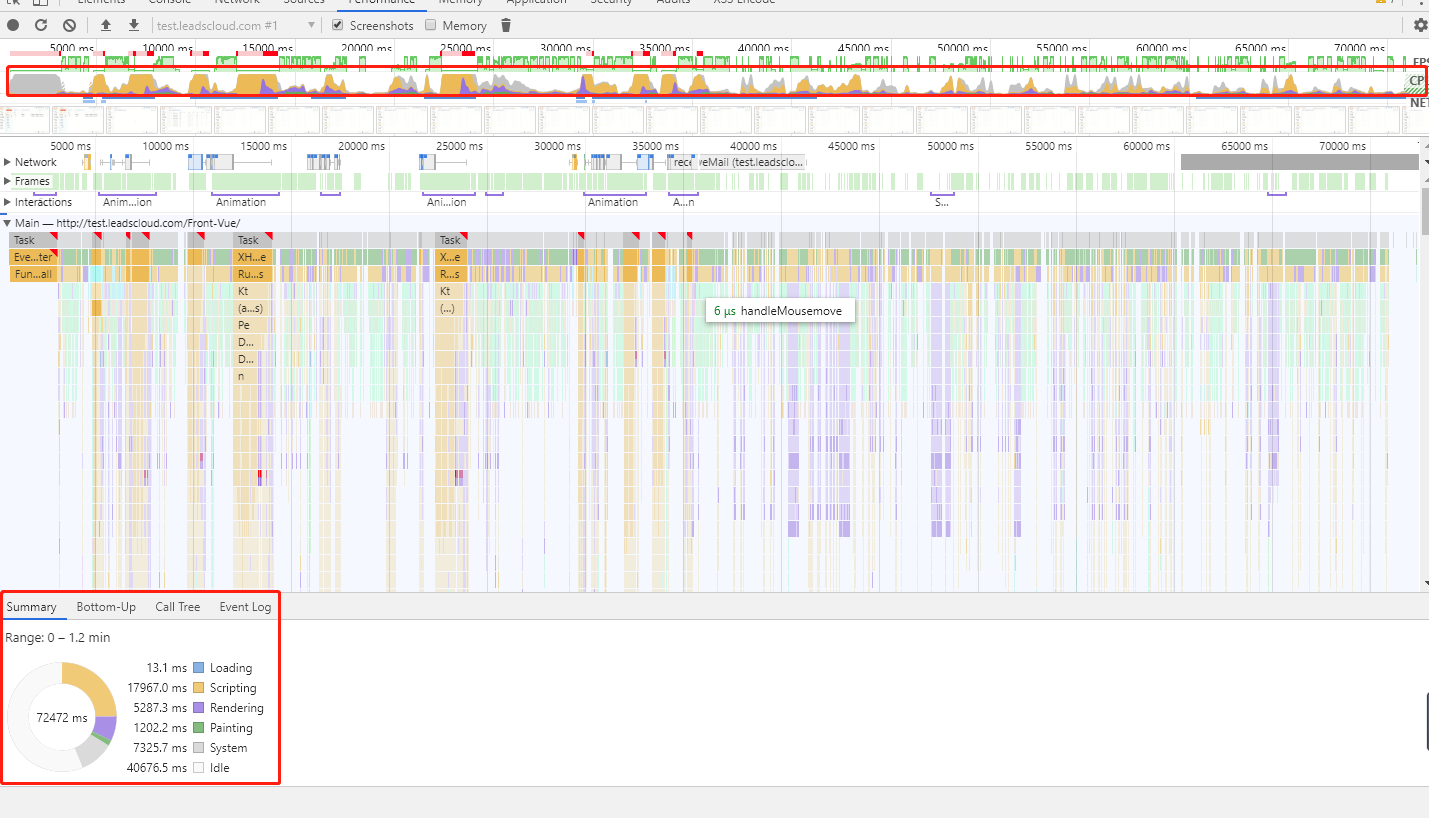 Elements Console Network Sources Performance Memory Application Security Audits XSS Encode
test.leadscloud.com #1 Screenshots Memory
5000 ms 10000 ms 15000 ms 20000 ms 25000 ms 30000 ms 35000 ms 40000 ms 45000 ms 50000 ms 55000 ms 60000 ms 65000 ms 70000 ms
FPS
CP
NET
5000 ms 10000 ms 15000 ms 20000 ms 25000 ms 30000 ms 35000 ms 40000 ms 45000 ms 50000 ms 55000 ms 60000 ms 65000 ms 70000 ms
Network rece veMail (test.leadsclo...
Frames
Interactions Anim...ion Animation Ani...ion Animation A...n S...
Main — http://test.leadscloud.com/Front-Vue/
Task Task Task
Eve...ter XH...e X...e
Fun...all Ru...s R...s
Kt Kt
(a...s) (...)
6 μs handleMousemove
Pe
D...
D...
n
Summary Bottom-Up Call Tree Event Log
Range: 0 – 1.2 min
13.1 ms Loading
17967.0 ms Scripting
5287.3 ms Rendering
72472 ms
1202.2 ms Painting
7325.7 ms System
40676.5 ms Idle